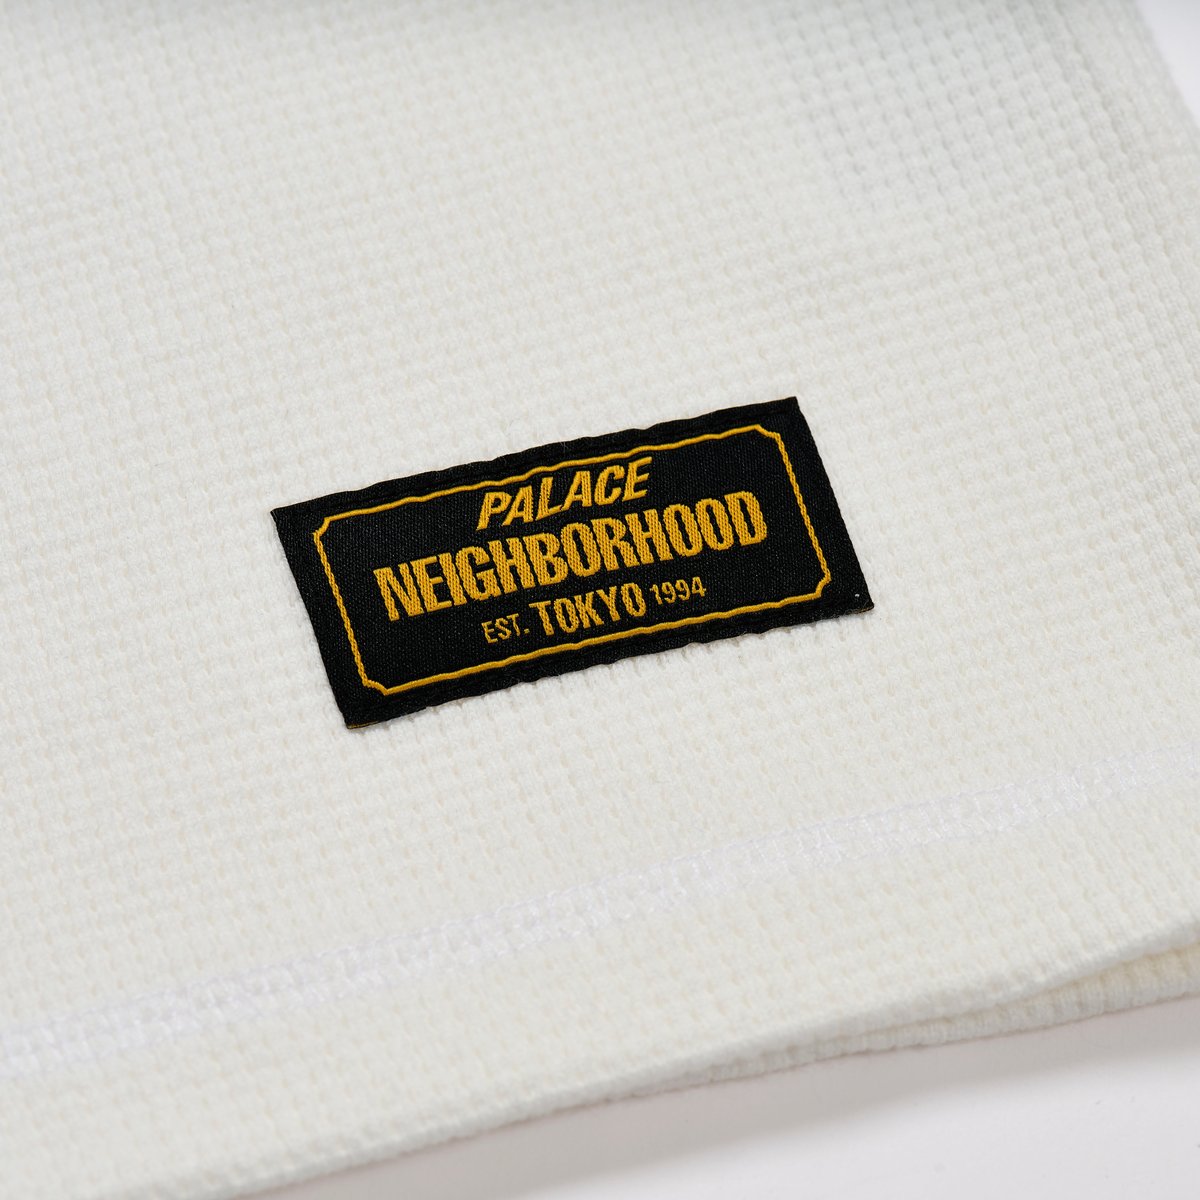 PALACE
NEIGHBORHOOD
EST. TOKYO 1994